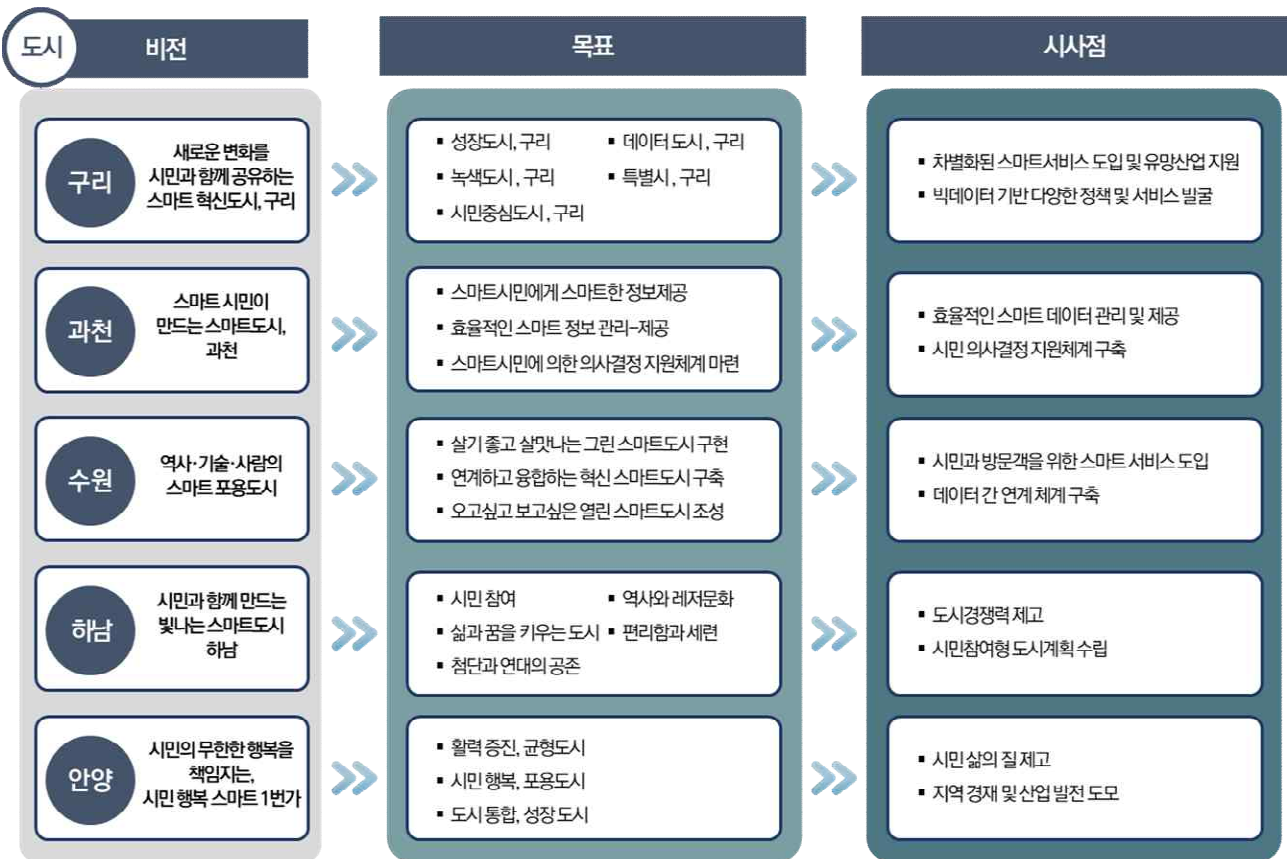 도시
비전
목표
시사점
구리
새로운 변화를
시민과 함께 공유하는
스마트 혁신도시, 구리
▪ 성장도시, 구리 ▪ 데이터 도시, 구리
▪ 녹색도시, 구리 ▪ 특별시, 구리
▪ 시민중심도시, 구리
▪ 차별화된 스마트서비스 도입 및 유망산업 지원
▪ 빅데이터 기반 다양한 정책 및 서비스 발굴
과천
스마트 시민이
만드는 스마트도시,
과천
▪ 스마트시민에게 스마트한 정보제공
▪ 효율적인 스마트 정보 관리-제공
▪ 스마트시민에 의한 의사결정 지원체계 마련
▪ 효율적인 스마트 데이터 관리 및 제공
▪ 시민 의사결정 지원체계 구축
수원
역사·기술·사람의
스마트 포용도시
▪ 살기 좋고 살맛나는 그린 스마트도시 구현
▪ 연계하고 융합하는 혁신 스마트도시 구축
▪ 오고싶고 보고싶은 열린 스마트도시 조성
▪ 시민과 방문객을 위한 스마트 서비스 도입
▪ 데이터 간 연계 체계 구축
하남
시민과 함께 만드는
빛나는 스마트도시
하남
▪ 시민 참여 ▪ 역사와 레저문화
▪ 삶과 꿈을 키우는 도시 ▪ 편리함과 세련
▪ 첨단과 연대의 공존
▪ 도시경쟁력 제고
▪ 시민참여형 도시계획 수립
안양
시민의 무한한 행복을
책임지는,
시민 행복 스마트 1번가
▪ 활력 증진, 균형도시
▪ 시민 행복, 포용도시
▪ 도시 통합, 성장 도시
▪ 시민 삶의 질 제고
▪ 지역 경재 및 산업 발전 도모